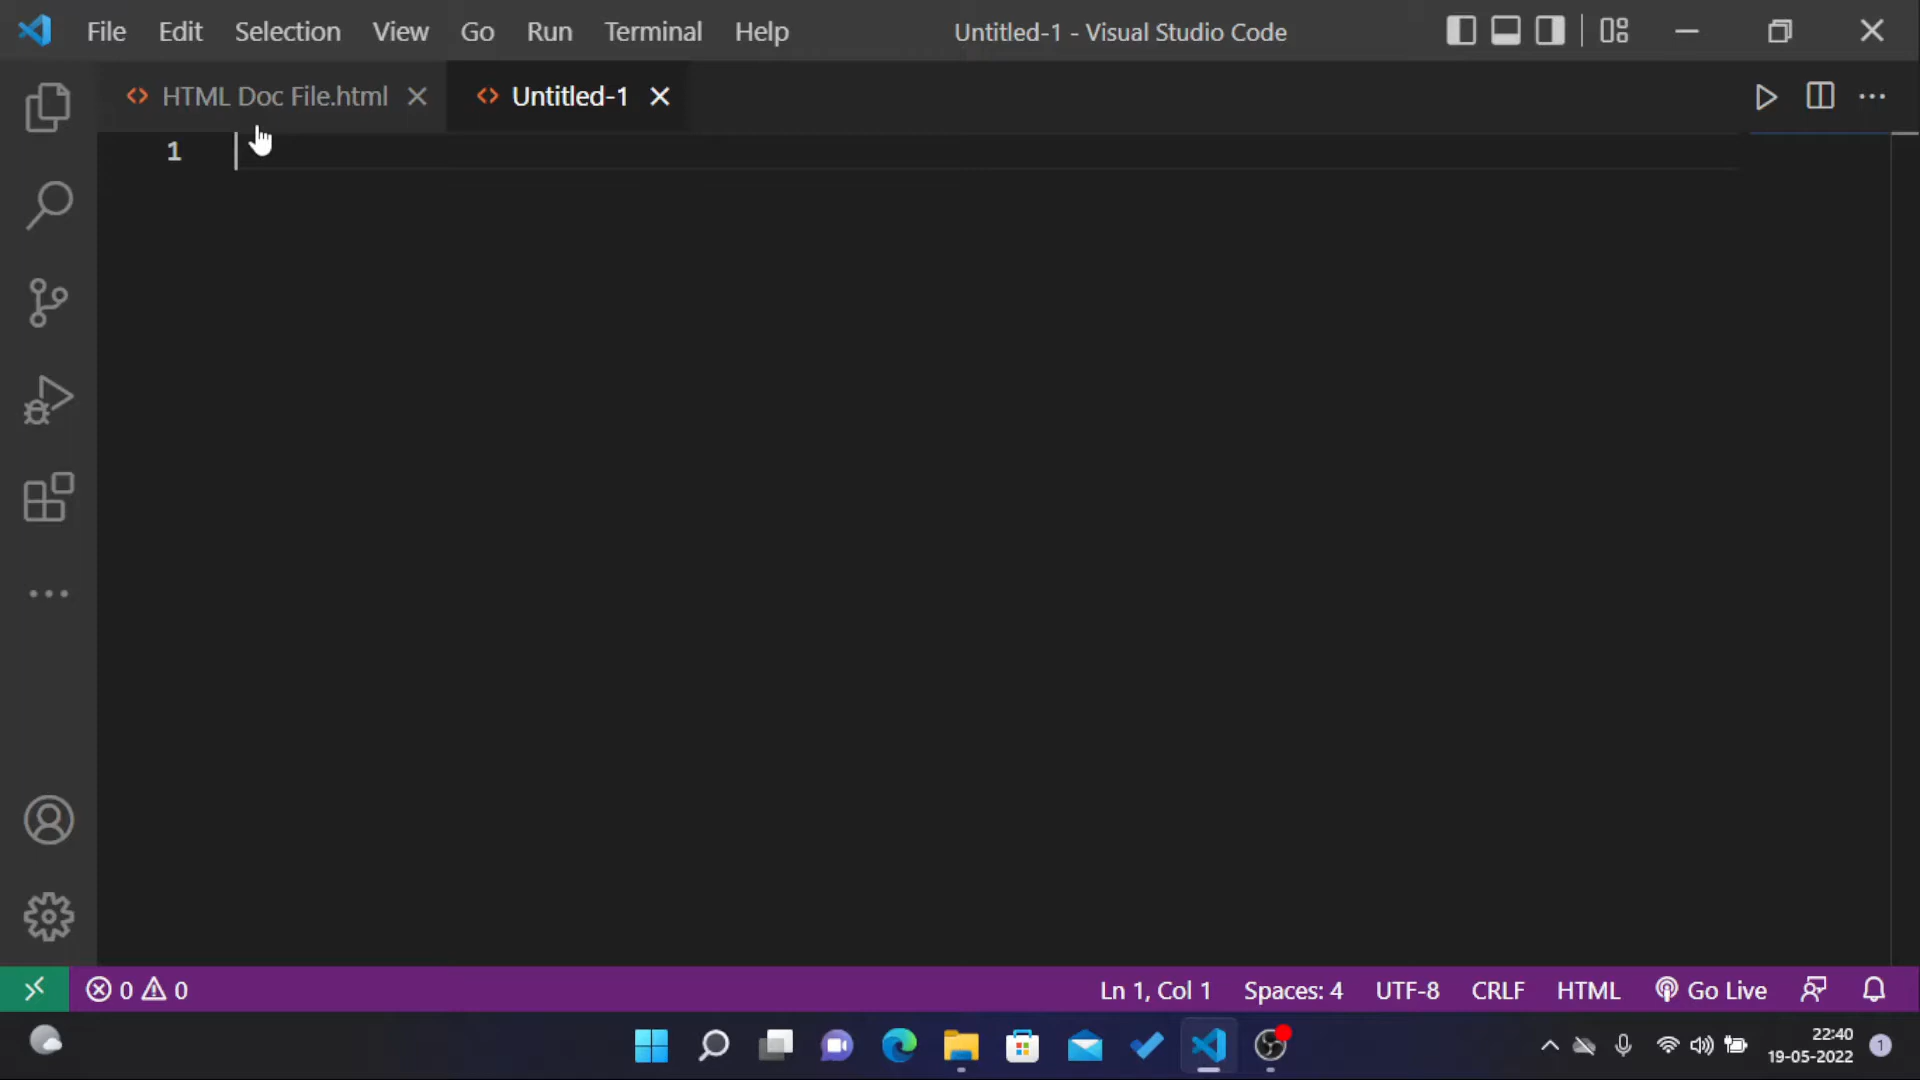 File Edit Selection View Go Run Terminal Help Untitled-1 - Visual Studio Code
HTML Doc File.html Untitled-1
1
0 0 Ln 1, Col 1 Spaces: 4 UTF-8 CRLF HTML Go Live
22:40
19-05-2022 1